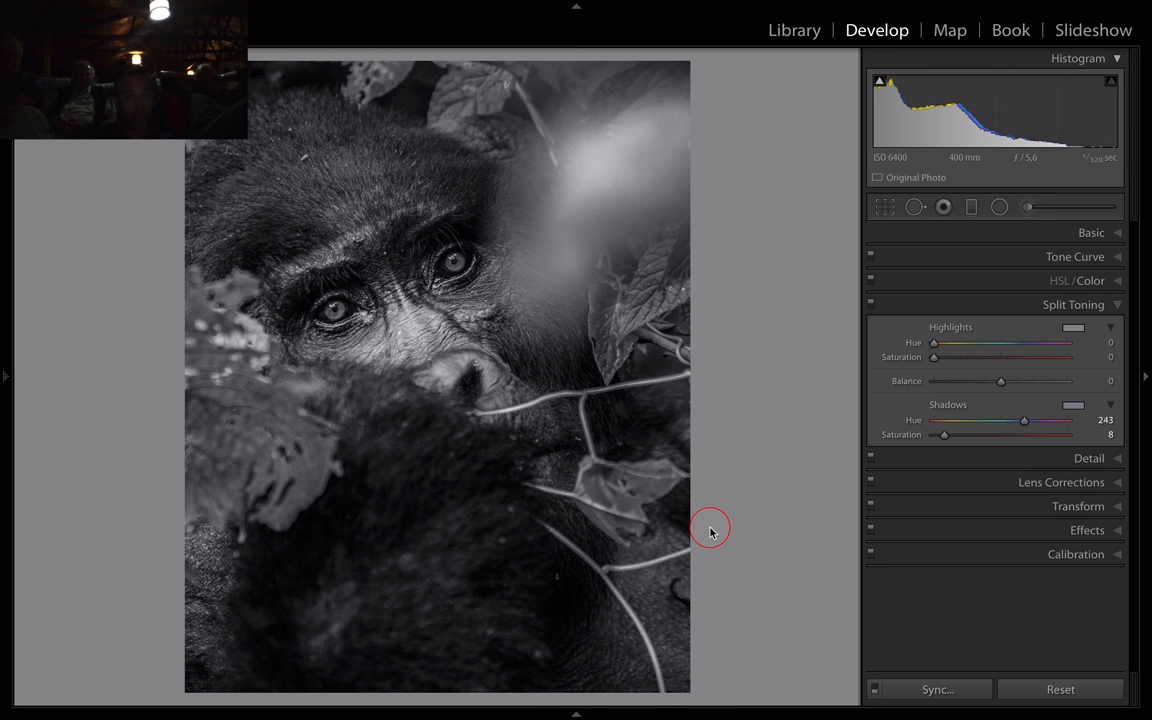 Library | Develop | Map | Book | Slideshow
Histogram
ISO 6400 400 mm ƒ / 5,6 1/320 sec
Original Photo
Basic
Tone Curve
HSL / Color
Split Toning
Highlights
Hue 0
Saturation 0
Balance 0
Shadows
Hue 243
Saturation 8
Detail
Lens Corrections
Transform
Effects
Calibration
Sync... Reset